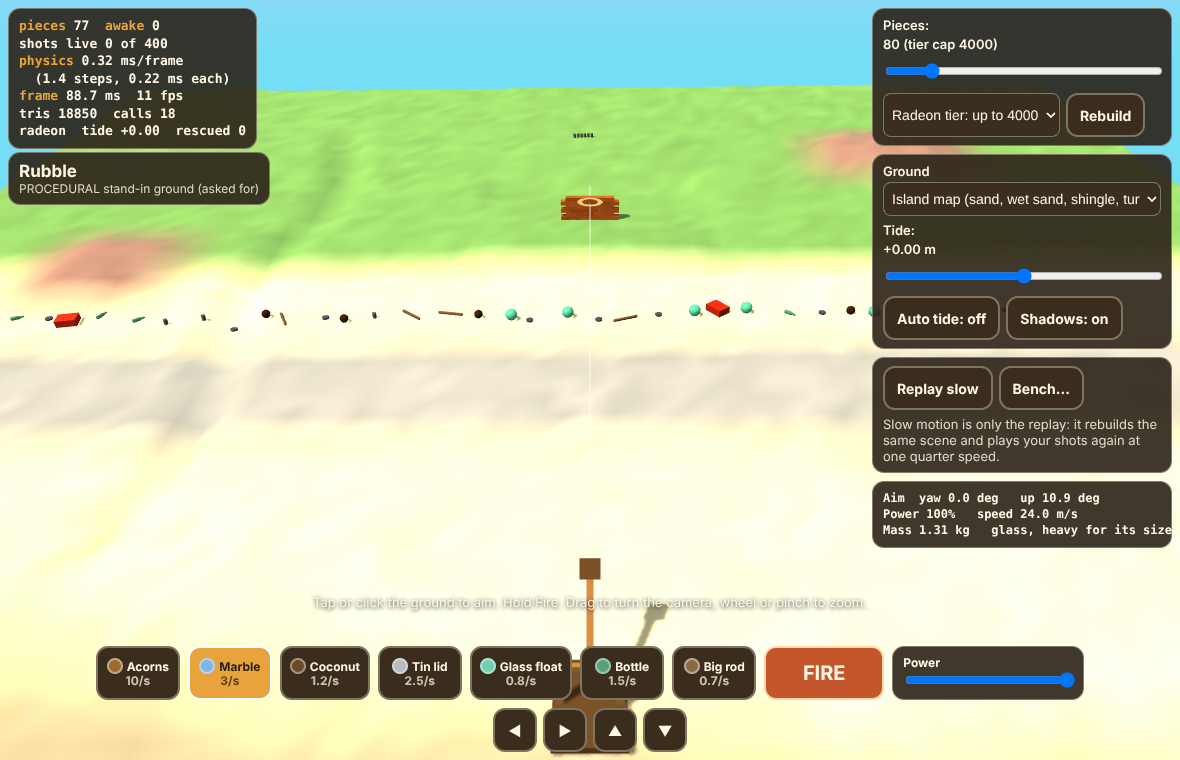 pieces 77 awake 0
shots live 0 of 400
physics 0.32 ms/frame
(1.4 steps, 0.22 ms each)
frame 88.7 ms 11 fps
tris 18850 calls 18
radeon tide +0.00 rescued 0
Rubble
PROCEDURAL stand-in ground (asked for)
Pieces:
80 (tier cap 4000)
Radeon tier: up to 4000
Rebuild
Ground
Island map (sand, wet sand, shingle, tur
Tide:
+0.00 m
Auto tide: off
Shadows: on
Replay slow
Bench...
Slow motion is only the replay: it rebuilds the
same scene and plays your shots again at
one quarter speed.
Aim yaw 0.0 deg up 10.9 deg
Power 100% speed 24.0 m/s
Mass 1.31 kg glass, heavy for its size
Tap or click the ground to aim. Hold Fire. Drag to turn the camera, wheel or pinch to zoom.
Acorns
10/s
Marble
3/s
Coconut
1.2/s
Tin lid
2.5/s
Glass float
0.8/s
Bottle
1.5/s
Big rod
0.7/s
FIRE
Power